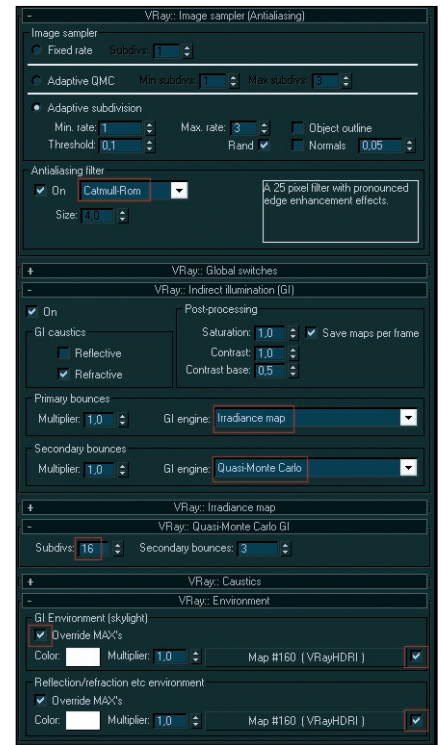 - VRay:: Image sampler (Antialiasing)
Image sampler
Fixed rate Subdivs: 1
Adaptive QMC Min subdivs: 1 Max subdivs: 3
Adaptive subdivision
Min. rate: 1 Max. rate: 3 Object outline
Threshold: 0,1 Rand Normals 0,05
Antialiasing filter
On Catmull-Rom
A 25 pixel filter with pronounced
edge enhancement effects.
Size: 4,0
+ VRay:: Global switches
- VRay:: Indirect illumination (GI)
On
Post-processing
GI caustics
Saturation: 1,0 Save maps per frame
Reflective
Contrast: 1,0
Refractive
Contrast base: 0,5
Primary bounces
Multiplier: 1,0 GI engine: Irradiance map
Secondary bounces
Multiplier: 1,0 GI engine: Quasi-Monte Carlo
+ VRay:: Irradiance map
- VRay:: Quasi-Monte Carlo GI
Subdivs: 16 Secondary bounces: 3
+ VRay:: Caustics
- VRay:: Environment
GI Environment (skylight)
Override MAX's
Color: Multiplier: 1,0 Map #160 ( VRayHDRI )
Reflection/refraction etc environment
Override MAX's
Color: Multiplier: 1,0 Map #160 ( VRayHDRI )